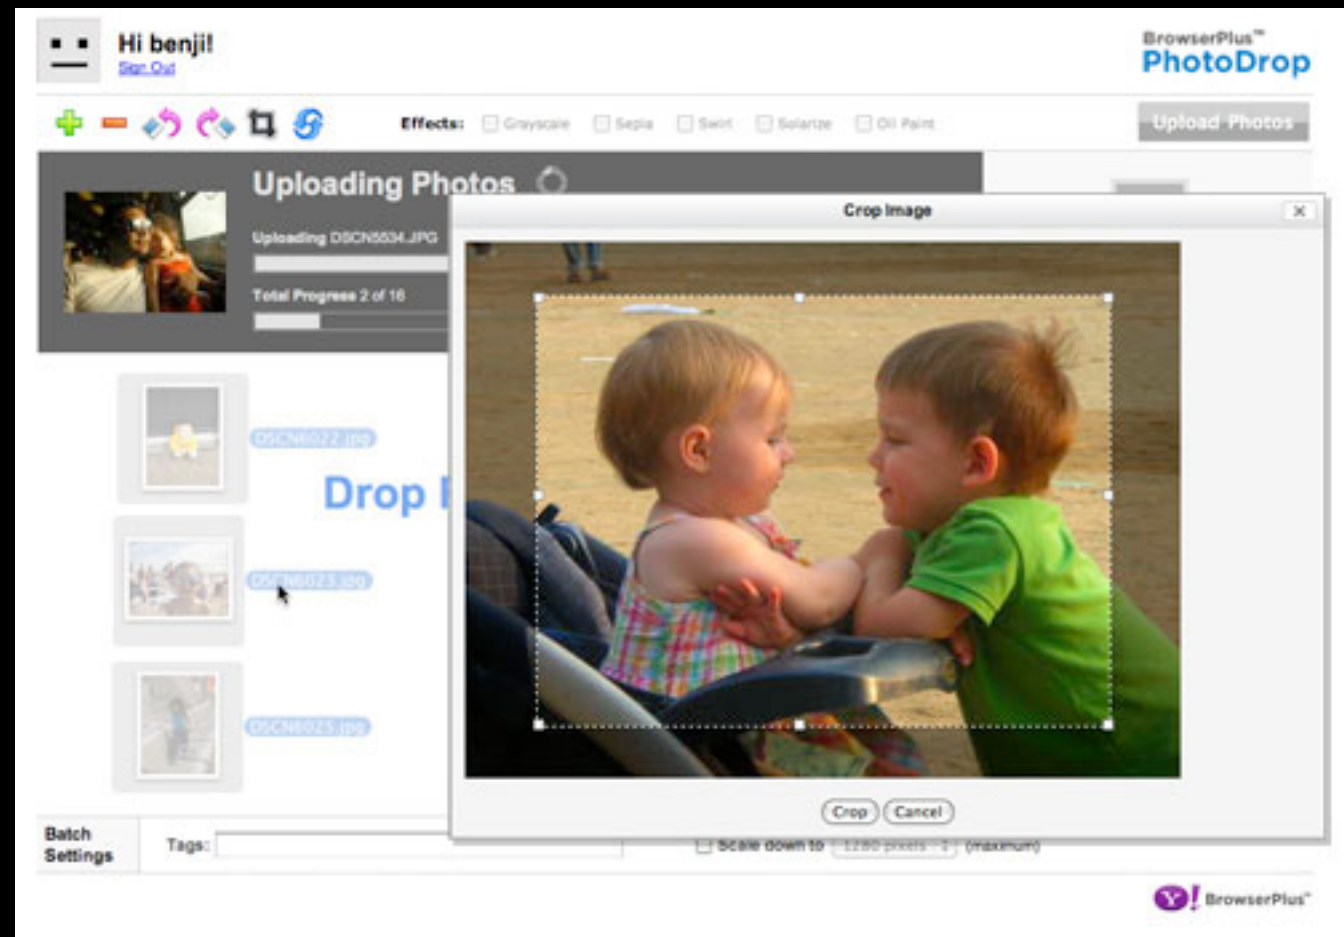 Hi benji!
Sign Out
BrowserPlus™
PhotoDrop
Effects: Grayscale Sepia Swirl Solarize Oil Paint
Upload Photos
Uploading Photos
Uploading DSCN5534.JPG
Total Progress 2 of 16
Crop Image
DSCN6022.jpg
Drop
DSCN6023.jpg
DSCN6025.jpg
Crop Cancel
Batch
Settings
Tags:
Scale down to 1280 pixels (maximum)
Y! BrowserPlus™